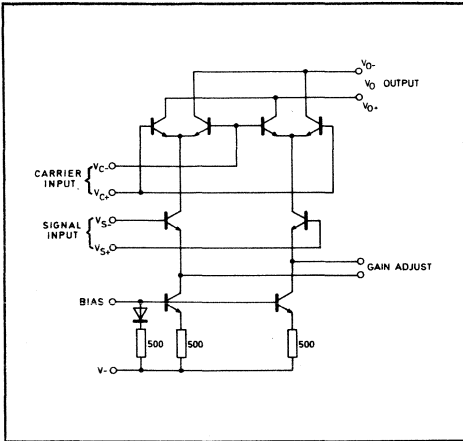 VO-
VO OUTPUT
VO+
VC-
CARRIER
INPUT
VC+
VS-
SIGNAL
INPUT
VS+
GAIN ADJUST
BIAS
500
500
500
V-